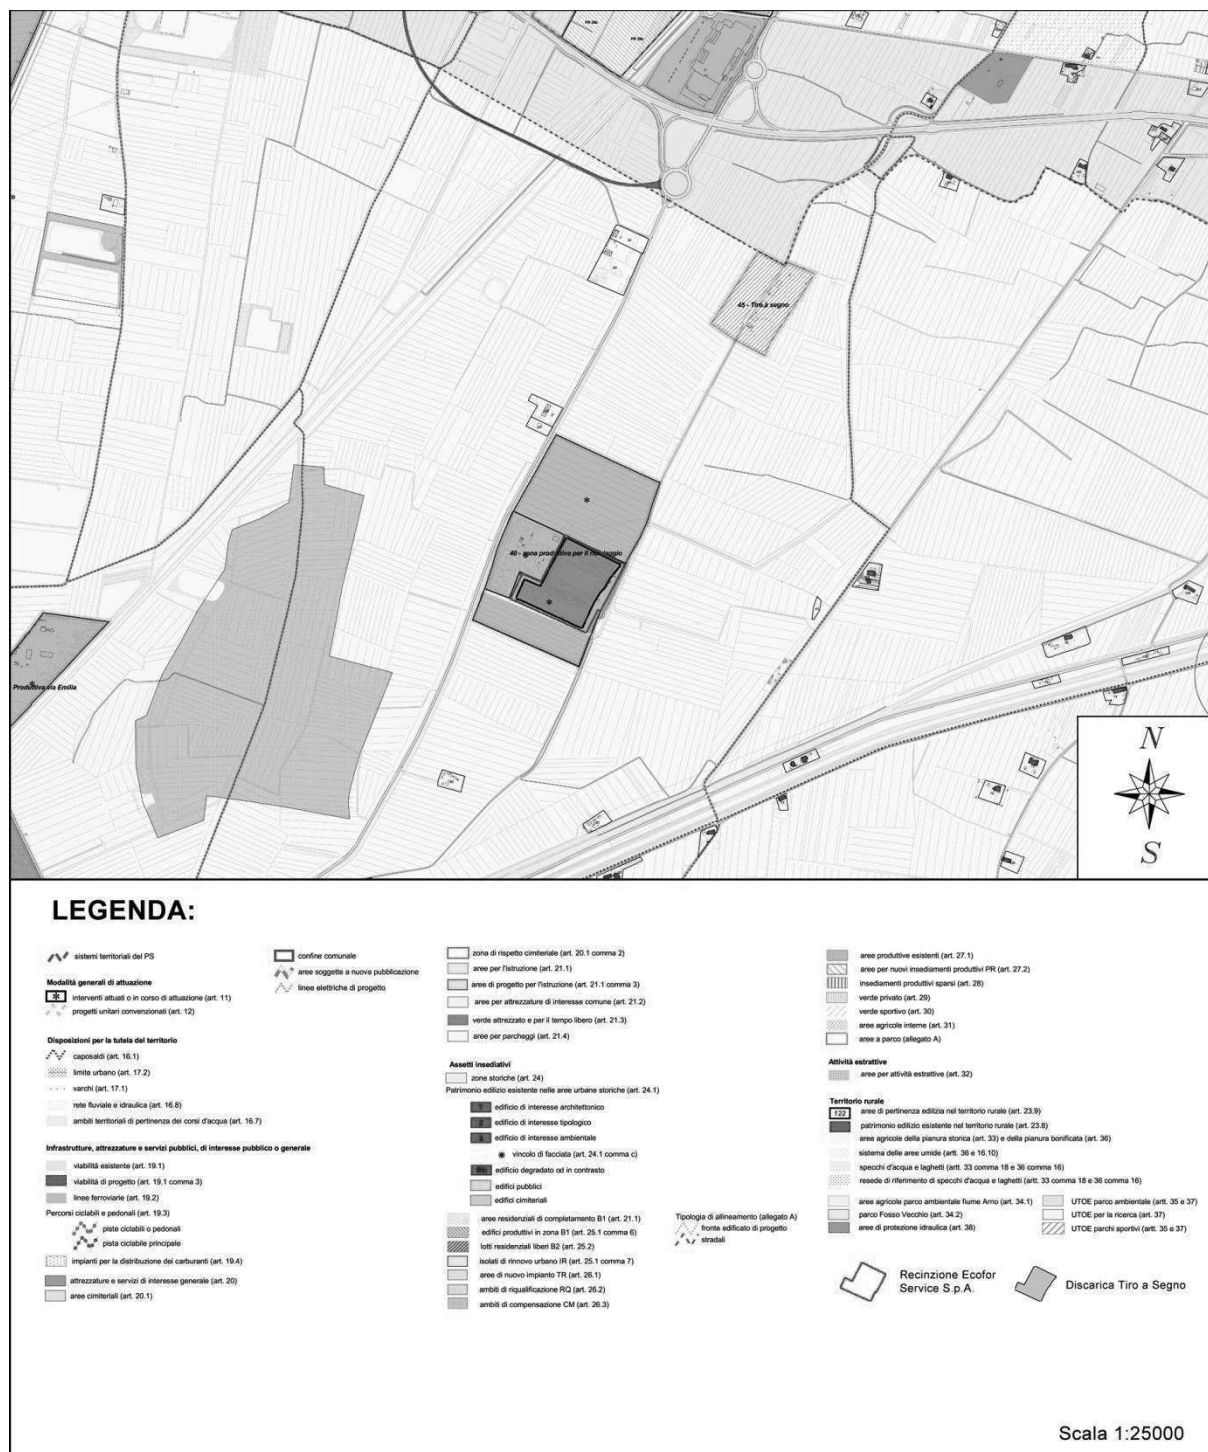 PIP ONc
PIP ONc
45 - Tiro a segno
40 - zona produttiva per il riciclaggio
Produttiva via Emilia
N
S
LEGENDA:
sistemi territoriali del PS
Modalità generali di attuazione
interventi attuati o in corso di attuazione (art. 11)
progetti unitari convenzionati (art. 12)
Disposizioni per la tutela del territorio
caposaldi (art. 16.1)
limite urbano (art. 17.2)
varchi (art. 17.1)
rete fluviale e idraulica (art. 16.8)
ambiti territoriali di pertinenza dei corsi d'acqua (art. 16.7)
Infrastrutture, attrezzature e servizi pubblici, di interesse pubblico o generale
viabilità esistente (art. 19.1)
viabilità di progetto (art. 19.1 comma 3)
linee ferroviarie (art. 19.2)
Percorsi ciclabili e pedonali (art. 19.3)
piste ciclabili o pedonali
pista ciclabile principale
impianti per la distribuzione dei carburanti (art. 19.4)
attrezzature e servizi di interesse generale (art. 20)
aree cimiteriali (art. 20.1)
confine comunale
aree soggette a nuova pubblicazione
linee elettriche di progetto
zona di rispetto cimiteriale (art. 20.1 comma 2)
aree per l'istruzione (art. 21.1)
aree di progetto per l'istruzione (art. 21.1 comma 3)
aree per attrezzature di interesse comune (art. 21.2)
verde attrezzato e per il tempo libero (art. 21.3)
aree per parcheggi (art. 21.4)
Assetti insediativi
zone storiche (art. 24)
Patrimonio edilizio esistente nelle aree urbane storiche (art. 24.1)
edificio di interesse architettonico
edificio di interesse tipologico
edificio di interesse ambientale
vincolo di facciata (art. 24.1 comma c)
edificio degradato od in contrasto
edifici pubblici
edifici cimiteriali
aree residenziali di completamento B1 (art. 21.1)
edifici produttivi in zona B1 (art. 25.1 comma 6)
lotti residenziali liberi B2 (art. 25.2)
isolati di rinnovo urbano IR (art. 25.1 comma 7)
aree di nuovo impianto TR (art. 26.1)
ambiti di riqualificazione RQ (art. 26.2)
ambiti di compensazione CM (art. 26.3)
Tipologia di allineamento (allegato A)
fronte edificato di progetto
stradali
aree produttive esistenti (art. 27.1)
aree per nuovi insediamenti produttivi PR (art. 27.2)
insediamenti produttivi sparsi (art. 28)
verde privato (art. 29)
verde sportivo (art. 30)
aree agricole interne (art. 31)
aree a parco (allegato A)
Attività estrattive
aree per attività estrattive (art. 32)
Territorio rurale
122 aree di pertinenza edilizia nel territorio rurale (art. 23.9)
patrimonio edilizio esistente nel territorio rurale (art. 23.8)
aree agricole della pianura storica (art. 33) e della pianura bonificata (art. 36)
sistema delle aree umide (artt. 36 e 16.10)
specchi d'acqua e laghetti (artt. 33 comma 18 e 36 comma 16)
resede di riferimento di specchi d'acqua e laghetti (artt. 33 comma 18 e 36 comma 16)
aree agricole parco ambientale fiume Arno (art. 34.1)
parco Fosso Vecchio (art. 34.2)
aree di protezione idraulica (art. 38)
UTOE parco ambientale (artt. 35 e 37)
UTOE per la ricerca (art. 37)
UTOE parchi sportivi (artt. 35 e 37)
Recinzione Ecofor
Service S.p.A.
Discarica Tiro a Segno
Scala 1:25000